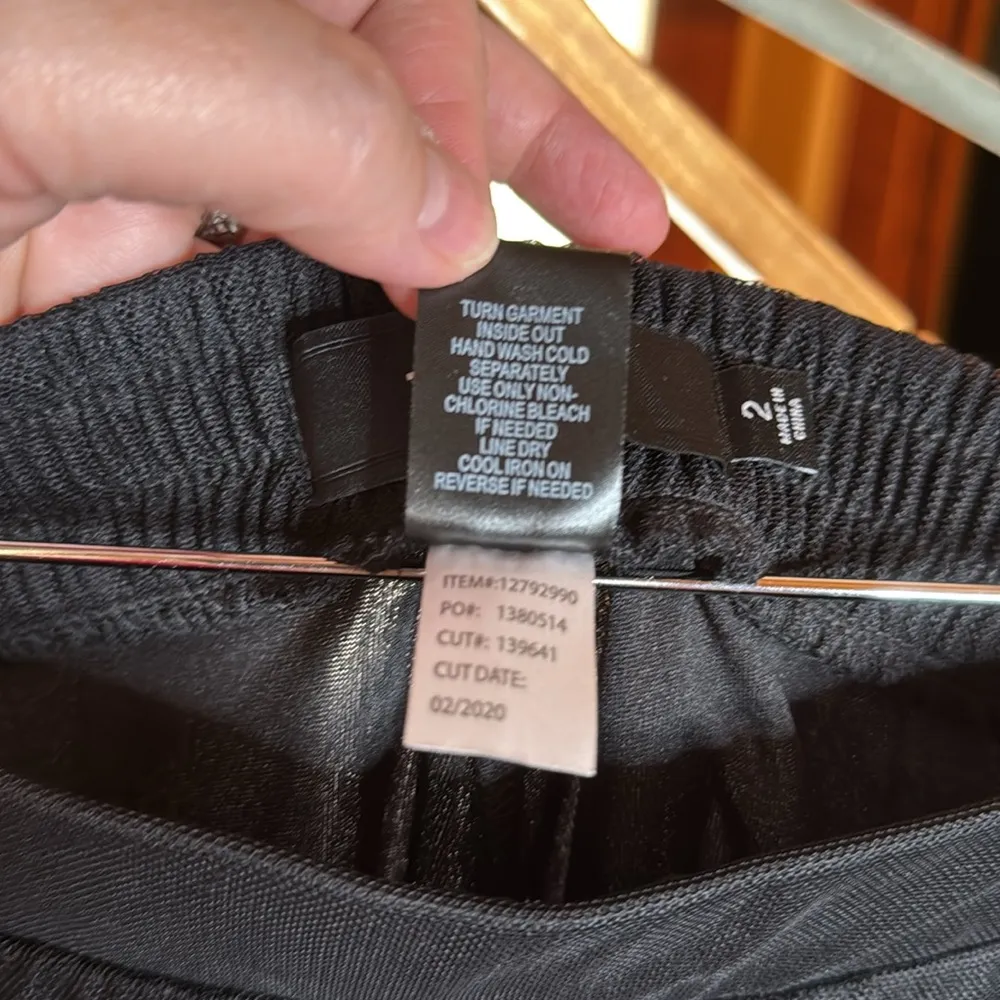 TURN GARMENT
INSIDE OUT
HAND WASH COLD
SEPARATELY
USE ONLY NON-
CHLORINE BLEACH
IF NEEDED
LINE DRY
COOL IRON ON
REVERSE IF NEEDED
2
MADE IN
CHINA
ITEM#:12792990
PO#: 1380514
CUT#: 139641
CUT DATE:
02/2020